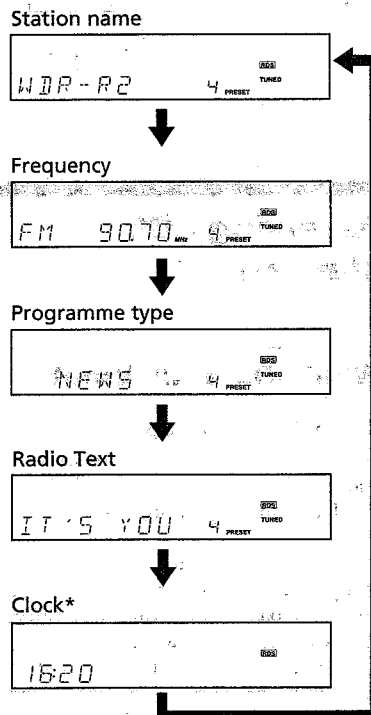 Station name
RDS
TUNED
WDR-R2 4 PRESET
Frequency
RDS
TUNED
FM 90.70 MHz 4 PRESET
Programme type
RDS
TUNED
NEWS 4 PRESET
Radio Text
RDS
TUNED
IT'S YOU 4 PRESET
Clock*
RDS
16:20